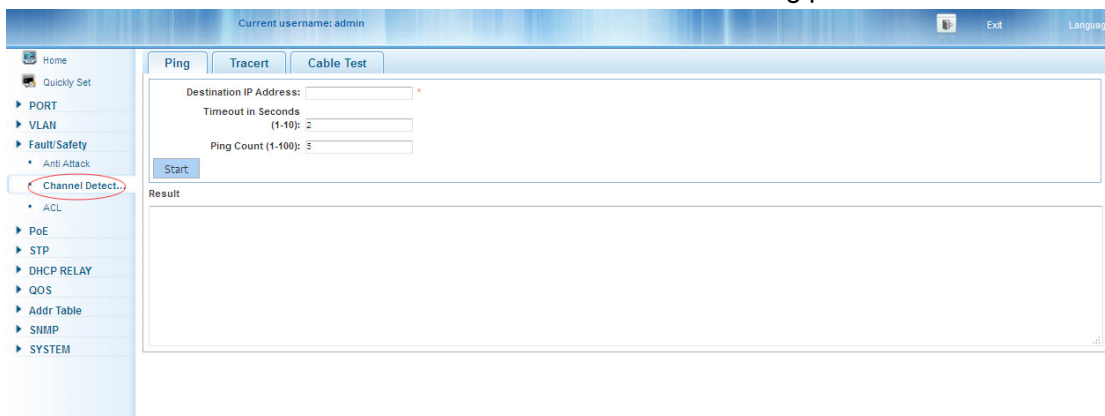 Current username: admin
Exit
Languag
Home
Quickly Set
PORT
VLAN
Fault/Safety
Anti Attack
Channel Detect...
ACL
PoE
STP
DHCP RELAY
QOS
Addr Table
SNMP
SYSTEM
Ping Tracert Cable Test
Destination IP Address: *
Timeout in Seconds
(1-10): 2
Ping Count (1-100): 5
Start
Result